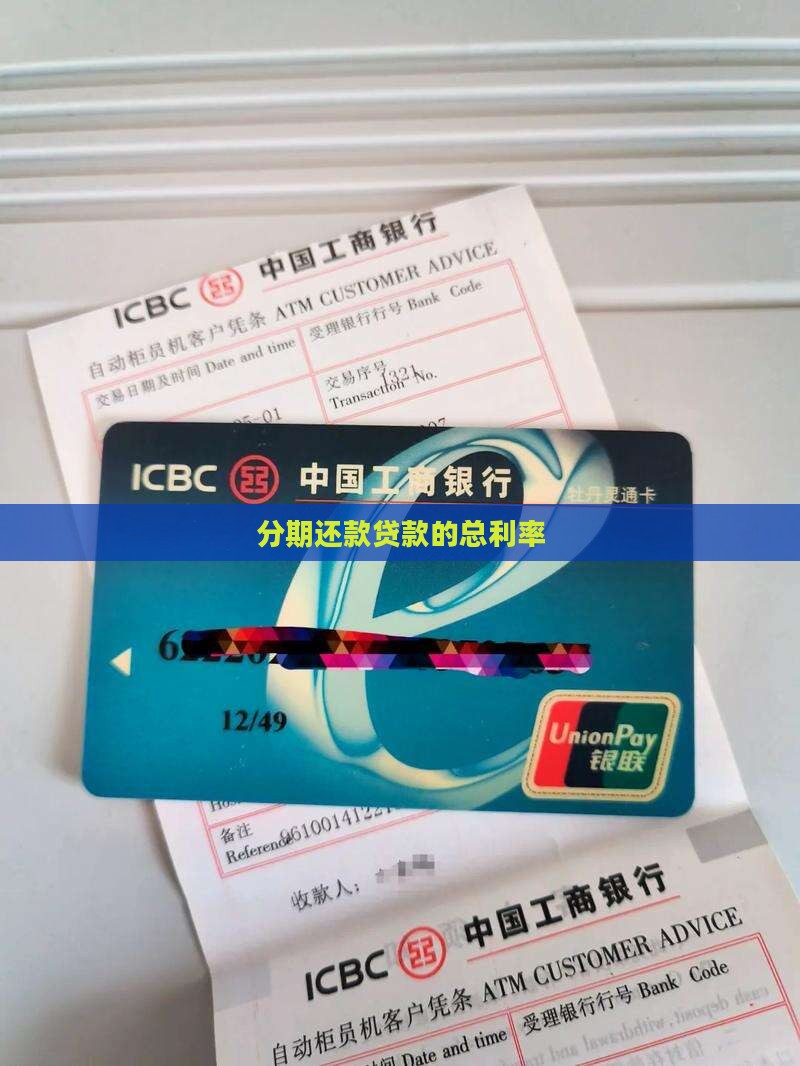 ICBC 中国工商银行
自动柜员机客户凭条 ATM CUSTOMER ADVICE
交易日期及时间 Date and time
受理银行行号 Bank Code
交易序号
Transaction No.
1321
05-01
ICBC 中国工商银行
牡丹灵通卡
分期还款贷款的总利率
12/49
UnionPay
银联
备注
Reference
收款人:
ICBC 中国工商银行
自动柜员机客户凭条 ATM CUSTOMER ADVICE
Date and time
受理银行行号 Bank Code